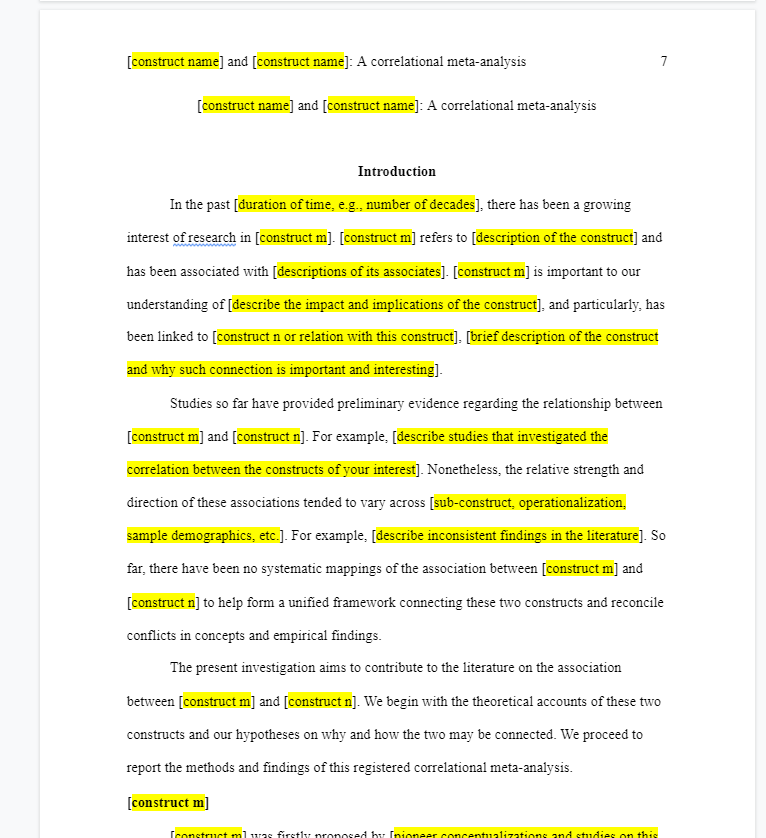 [construct name] and [construct name]: A correlational meta-analysis 7
[construct name] and [construct name]: A correlational meta-analysis
Introduction
In the past [duration of time, e.g., number of decades], there has been a growing
interest of research in [construct m]. [construct m] refers to [description of the construct] and
has been associated with [descriptions of its associates]. [construct m] is important to our
understanding of [describe the impact and implications of the construct], and particularly, has
been linked to [construct n or relation with this construct], [brief description of the construct
and why such connection is important and interesting].
Studies so far have provided preliminary evidence regarding the relationship between
[construct m] and [construct n]. For example, [describe studies that investigated the
correlation between the constructs of your interest]. Nonetheless, the relative strength and
direction of these associations tended to vary across [sub-construct, operationalization,
sample demographics, etc.]. For example, [describe inconsistent findings in the literature]. So
far, there have been no systematic mappings of the association between [construct m] and
[construct n] to help form a unified framework connecting these two constructs and reconcile
conflicts in concepts and empirical findings.
The present investigation aims to contribute to the literature on the association
between [construct m] and [construct n]. We begin with the theoretical accounts of these two
constructs and our hypotheses on why and how the two may be connected. We proceed to
report the methods and findings of this registered correlational meta-analysis.
[construct m]
[construct m] was firstly proposed by [pioneer conceptualizations and studies on this